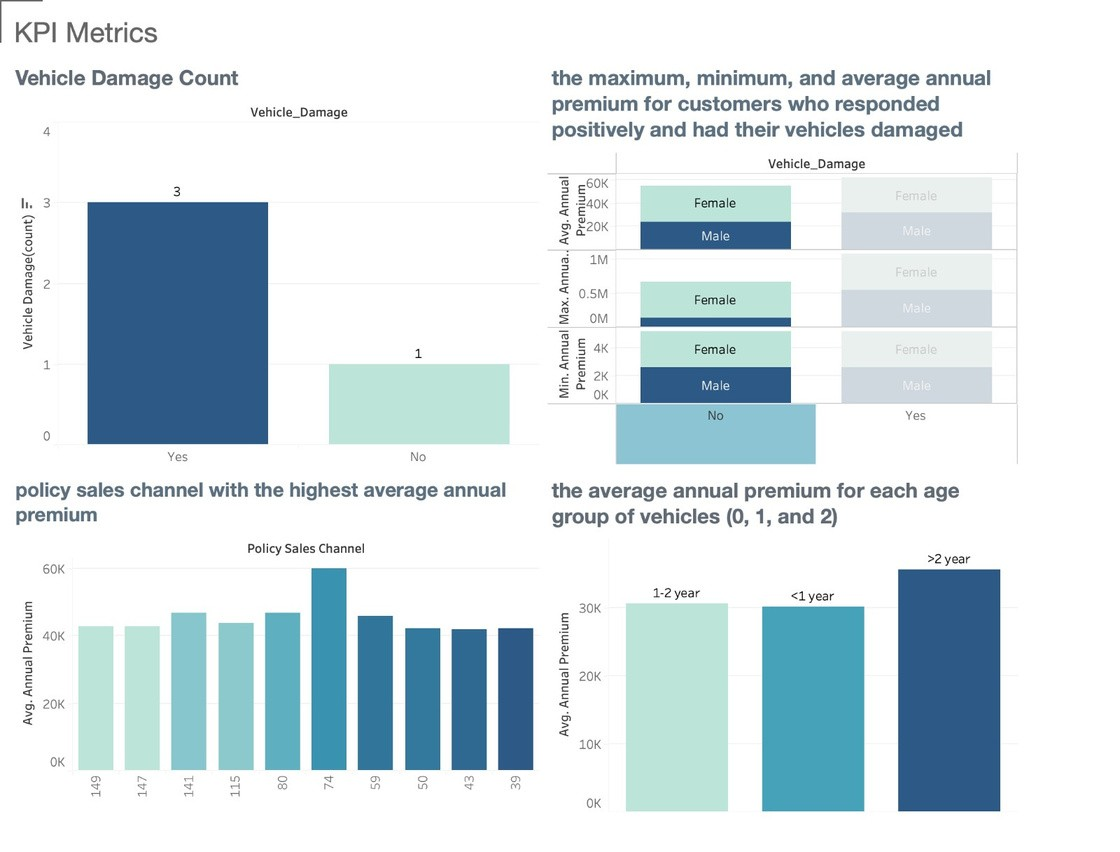 KPI Metrics
Vehicle Damage Count
Vehicle_Damage
4
3
2
1
0
Vehicle Damage(count)
3
1
Yes
No
the maximum, minimum, and average annual
premium for customers who responded
positively and had their vehicles damaged
Vehicle_Damage
Avg. Annual
Premium
60K
40K
20K
Female
Male
Female
Male
Max. Annua..
1M
0.5M
0M
Female
Female
Male
Min. Annual
Premium
4K
2K
0K
Female
Male
Female
Male
No
Yes
policy sales channel with the highest average annual
premium
Policy Sales Channel
Avg. Annual Premium
60K
40K
20K
0K
149
147
141
115
80
74
59
50
43
39
the average annual premium for each age
group of vehicles (0, 1, and 2)
Avg. Annual Premium
30K
20K
10K
0K
1-2 year
<1 year
>2 year